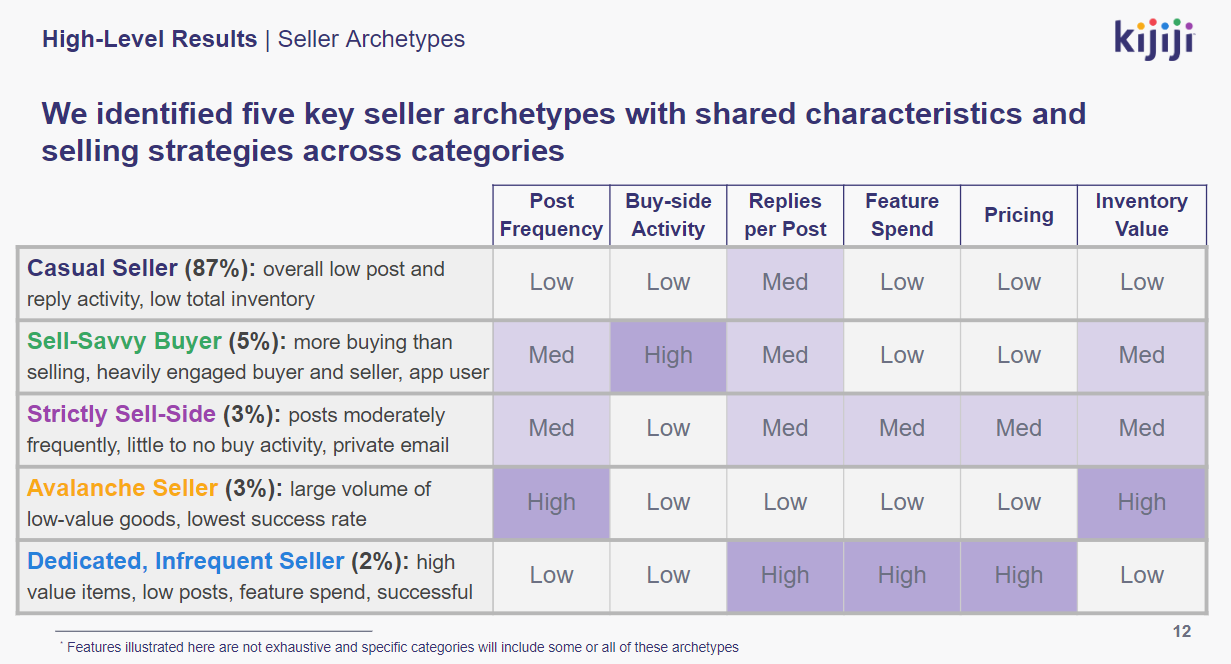 High-Level Results | Seller Archetypes
kijiji
We identified five key seller archetypes with shared characteristics and
selling strategies across categories
Post Frequency
Buy-side Activity
Replies per Post
Feature Spend
Pricing
Inventory Value
Casual Seller (87%): overall low post and
reply activity, low total inventory
Low
Low
Med
Low
Low
Low
Sell-Savvy Buyer (5%): more buying than
selling, heavily engaged buyer and seller, app user
Med
High
Med
Low
Low
Med
Strictly Sell-Side (3%): posts moderately
frequently, little to no buy activity, private email
Med
Low
Med
Med
Med
Med
Avalanche Seller (3%): large volume of
low-value goods, lowest success rate
High
Low
Low
Low
Low
High
Dedicated, Infrequent Seller (2%): high
value items, low posts, feature spend, successful
Low
Low
High
High
High
Low
* Features illustrated here are not exhaustive and specific categories will include some or all of these archetypes
12